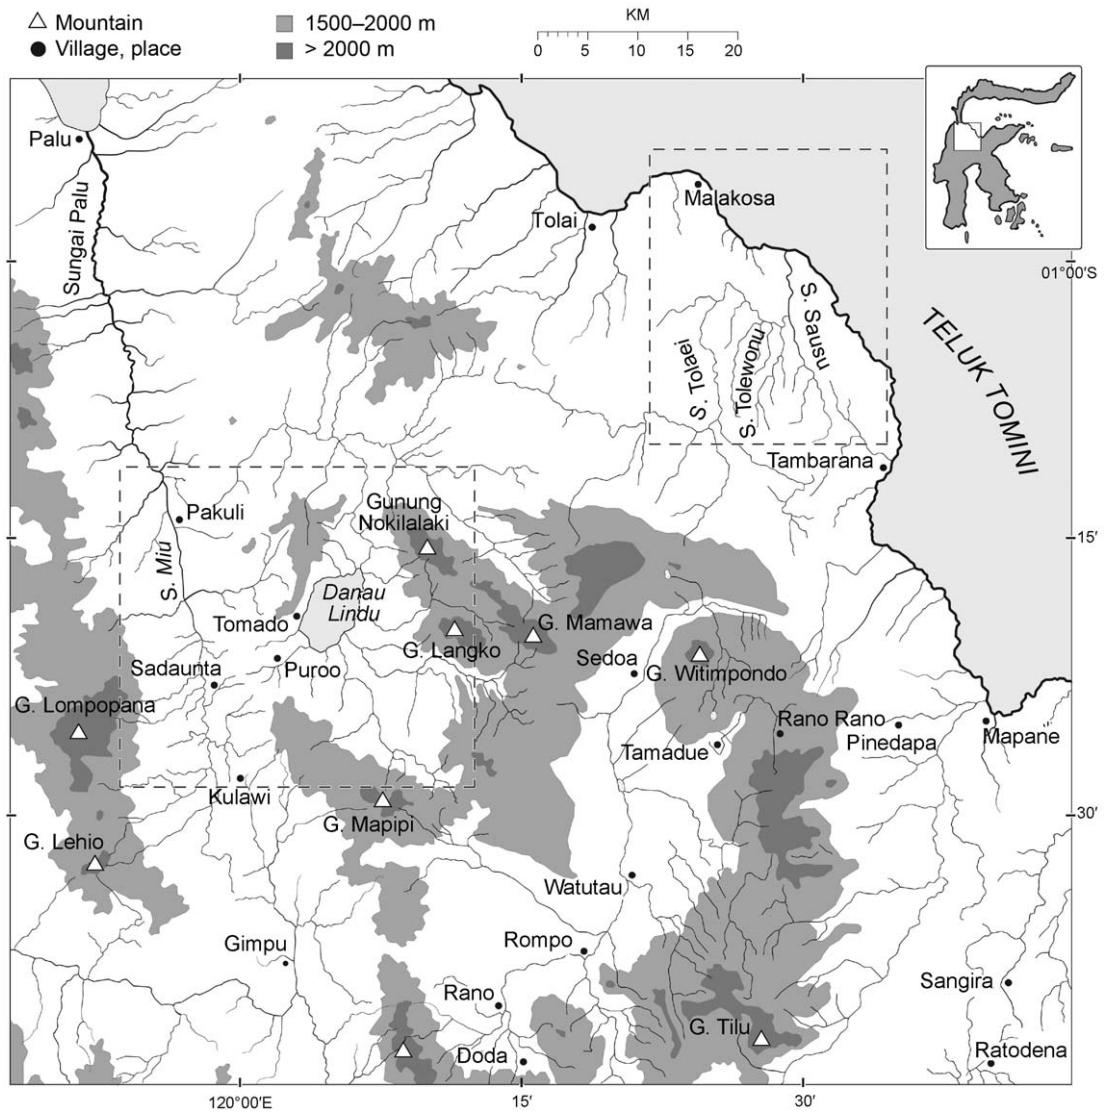 Mountain
Village, place
1500–2000 m
> 2000 m
KM
0 5 10 15 20
Palu
Sungai Palu
Malakosa
Tolai
01°00'S
S. Sausu
S. Tolaei
S. Tolewonu
TELUK TOMINI
Tambarana
Gunung
Nokilalaki
Pakuli
15'
S. Miu
Danau
Lindu
Tomado
G. Mamawa
G. Langko
Sadaunta
Puroo
Sedoa
G. Witimpondo
G. Lompopana
Rano Rano
Tamadue
Pinedapa
Mapane
Kulawi
G. Mapipi
30'
G. Lehio
Watutau
Gimpu
Rompo
Sangira
Rano
G. Tilu
Doda
Ratodena
120°00'E
15'
30'